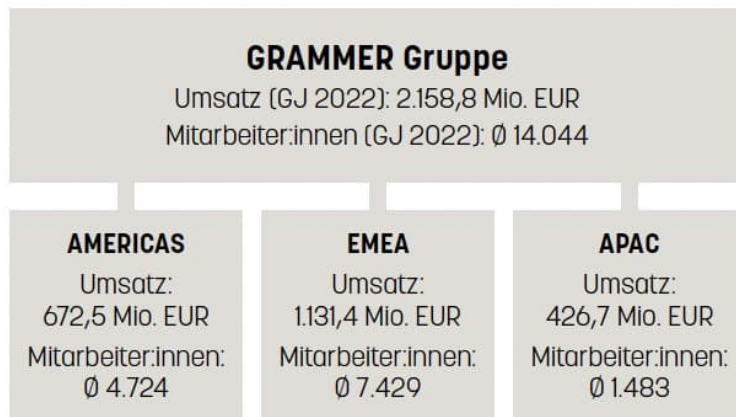 GRAMMER Gruppe
Umsatz (GJ 2022): 2.158,8 Mio. EUR
Mitarbeiter:innen (GJ 2022): Ø 14.044
AMERICAS
Umsatz:
672,5 Mio. EUR
Mitarbeiter:innen:
Ø 4.724
EMEA
Umsatz:
1.131,4 Mio. EUR
Mitarbeiter:innen:
Ø 7.429
APAC
Umsatz:
426,7 Mio. EUR
Mitarbeiter:innen:
Ø 1.483